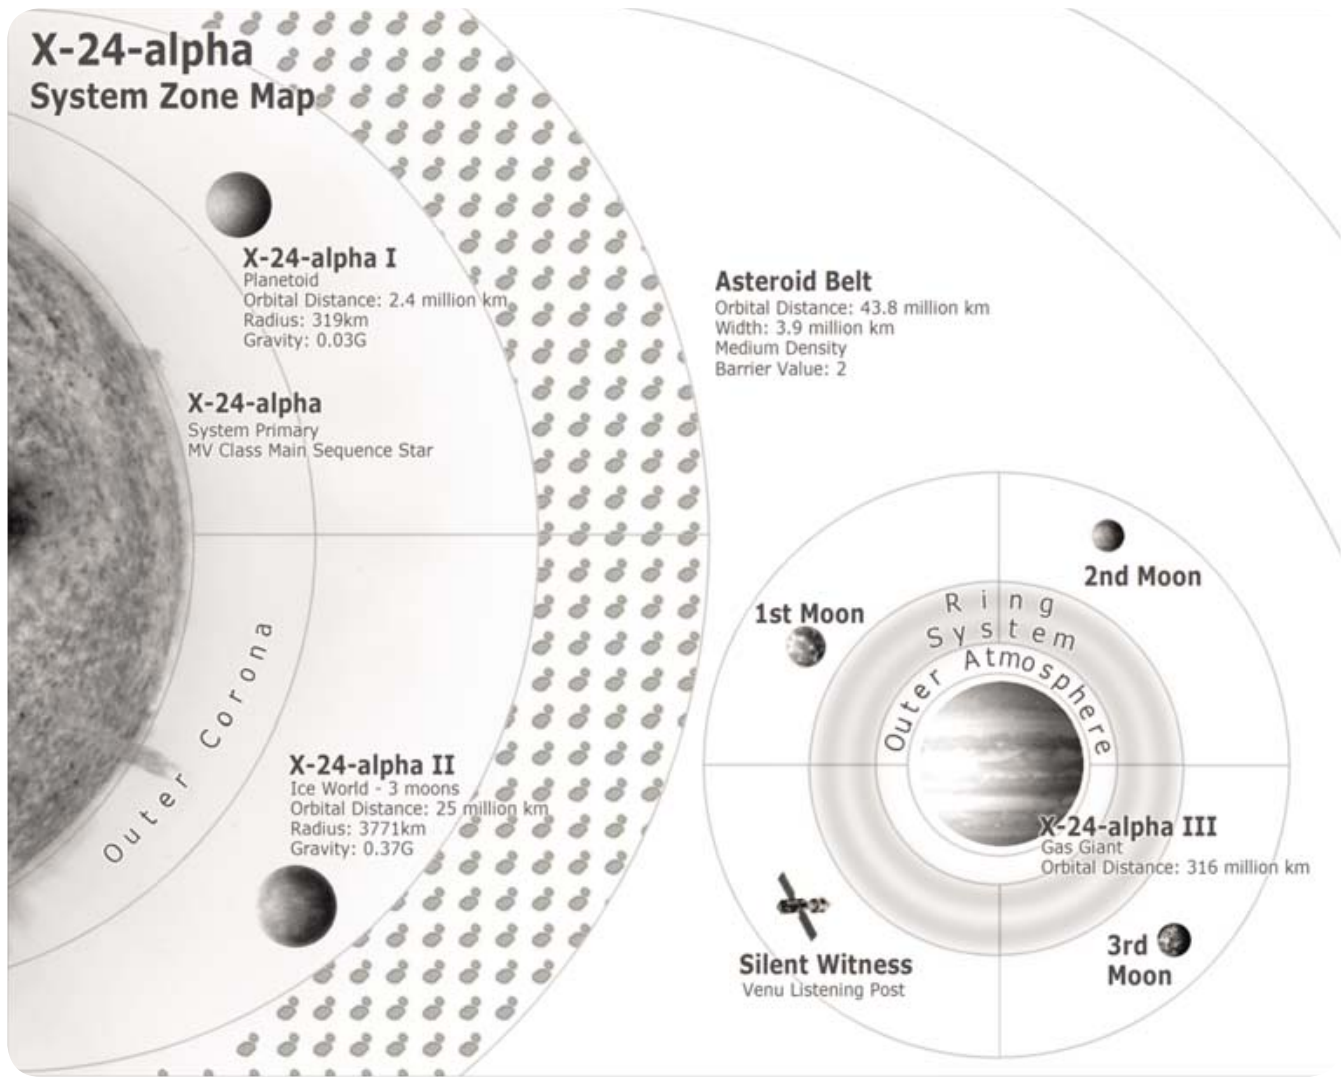 X-24-alpha
System Zone Map
X-24-alpha I
Planetoid
Orbital Distance: 2.4 million km
Radius: 319km
Gravity: 0.03G
Asteroid Belt
Orbital Distance: 43.8 million km
Width: 3.9 million km
Medium Density
Barrier Value: 2
X-24-alpha
System Primary
MV Class Main Sequence Star
Outer Corona
2nd Moon
1st Moon
Ring
System
Outer Atmosphere
X-24-alpha II
Ice World - 3 moons
Orbital Distance: 25 million km
Radius: 3771km
Gravity: 0.37G
X-24-alpha III
Gas Giant
Orbital Distance: 316 million km
Silent Witness
Venu Listening Post
3rd
Moon